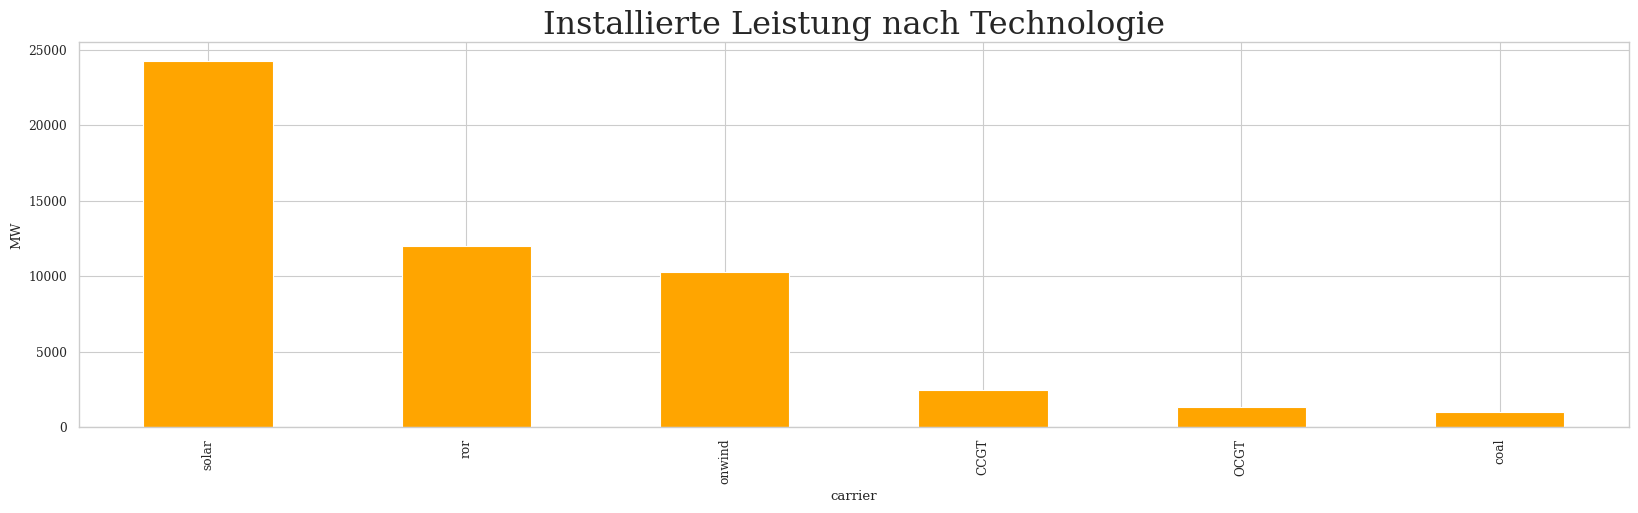 Installierte Leistung nach Technologie
25000
20000
15000
10000
5000
0
MW
solar
ror
onwind
CCGT
OCGT
coal
carrier